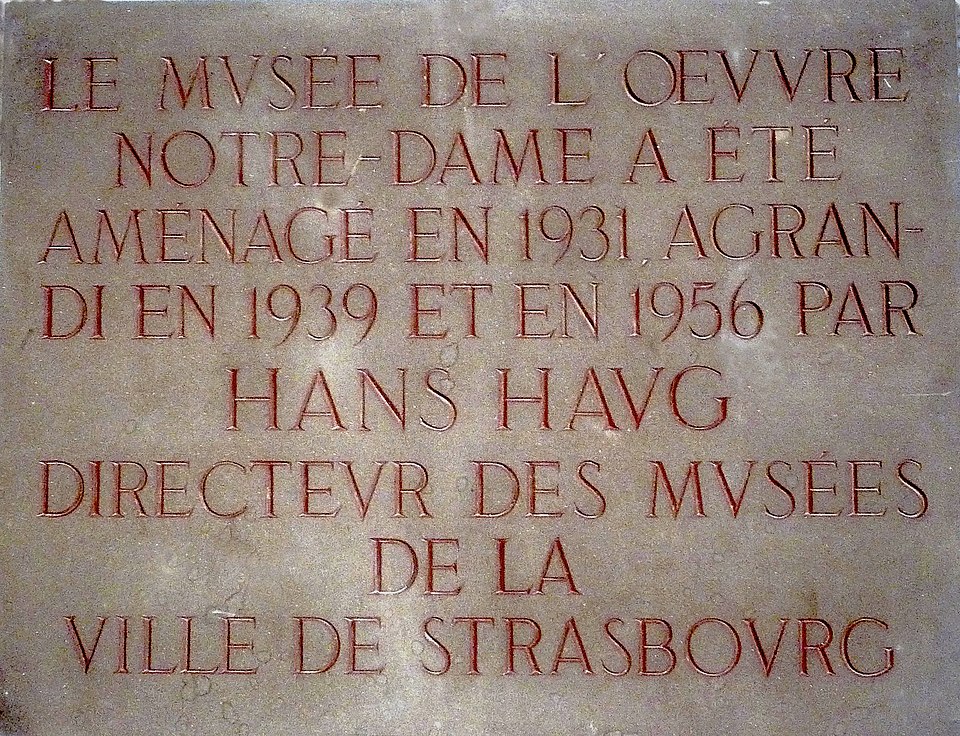 LE MVSÉE DE L'OEVVRE
NOTRE-DAME A ÉTÉ
AMÉNAGÉ EN 1931, AGRAN-
DI EN 1939 ET EN 1956 PAR
HANS HAVG
DIRECTEVR DES MVSÉES
DE LA
VILLE DE STRASBOVRG